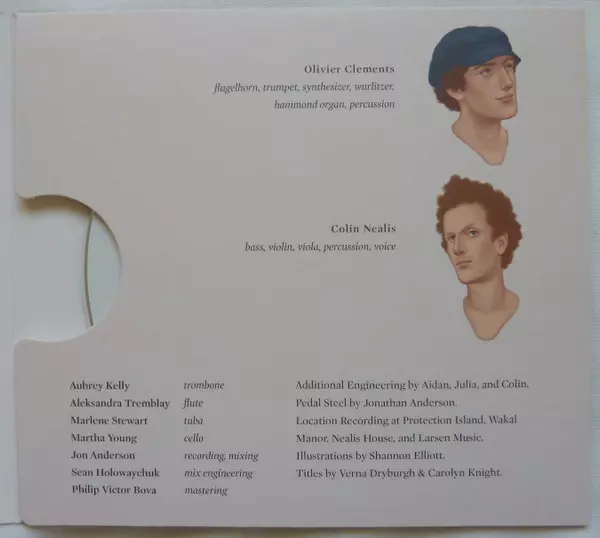 Olivier Clements
flugelhorn, trumpet, synthesizer, wurlitzer,
hammond organ, percussion
Colin Nealis
bass, violin, viola, percussion, voice
Aubrey Kelly trombone
Aleksandra Tremblay flute
Marlene Stewart tuba
Martha Young cello
Jon Anderson recording, mixing
Sean Holowaychuk mix engineering
Philip Victor Bova mastering
Additional Engineering by Aidan, Julia, and Colin.
Pedal Steel by Jonathan Anderson.
Location Recording at Protection Island, Wakal
Manor, Nealis House, and Larsen Music.
Illustrations by Shannon Elliott.
Titles by Verna Dryburgh & Carolyn Knight.